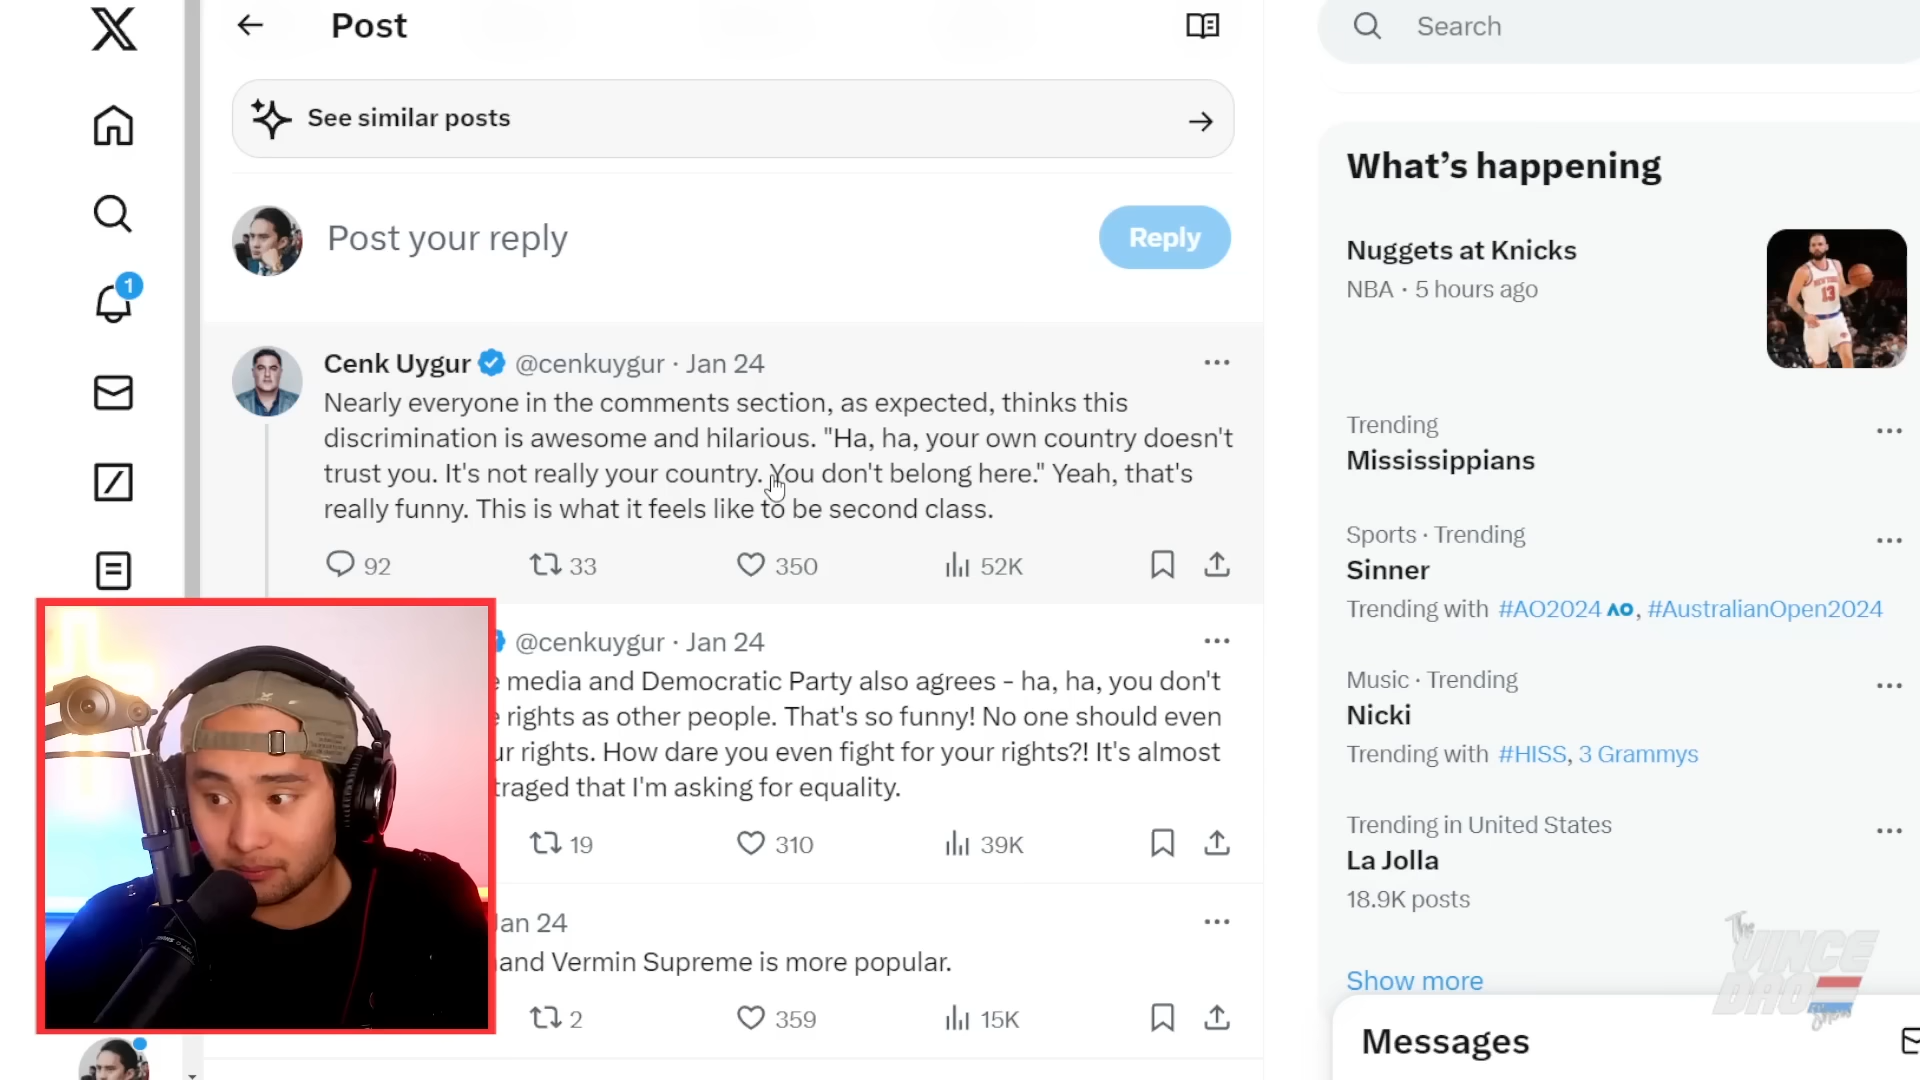 Post
See similar posts
Post your reply
Reply
1
Cenk Uygur @cenkuygur · Jan 24
Nearly everyone in the comments section, as expected, thinks this
discrimination is awesome and hilarious. "Ha, ha, your own country doesn't
trust you. It's not really your country. You don't belong here." Yeah, that's
really funny. This is what it feels like to be second class.
92 33 350 52K
@cenkuygur · Jan 24
media and Democratic Party also agrees - ha, ha, you don't
rights as other people. That's so funny! No one should even
rights. How dare you even fight for your rights?! It's almost
that I'm asking for equality.
19 310 39K
Jan 24
and Vermin Supreme is more popular.
2 359 15K
Search
What's happening
Nuggets at Knicks
NBA · 5 hours ago
Trending
Mississippians
Sports · Trending
Sinner
Trending with #AO2024 AO, #AustralianOpen2024
Music · Trending
Nicki
Trending with #HISS, 3 Grammys
Trending in United States
La Jolla
18.9K posts
Show more
The
VINCE
DAO
Show
Messages